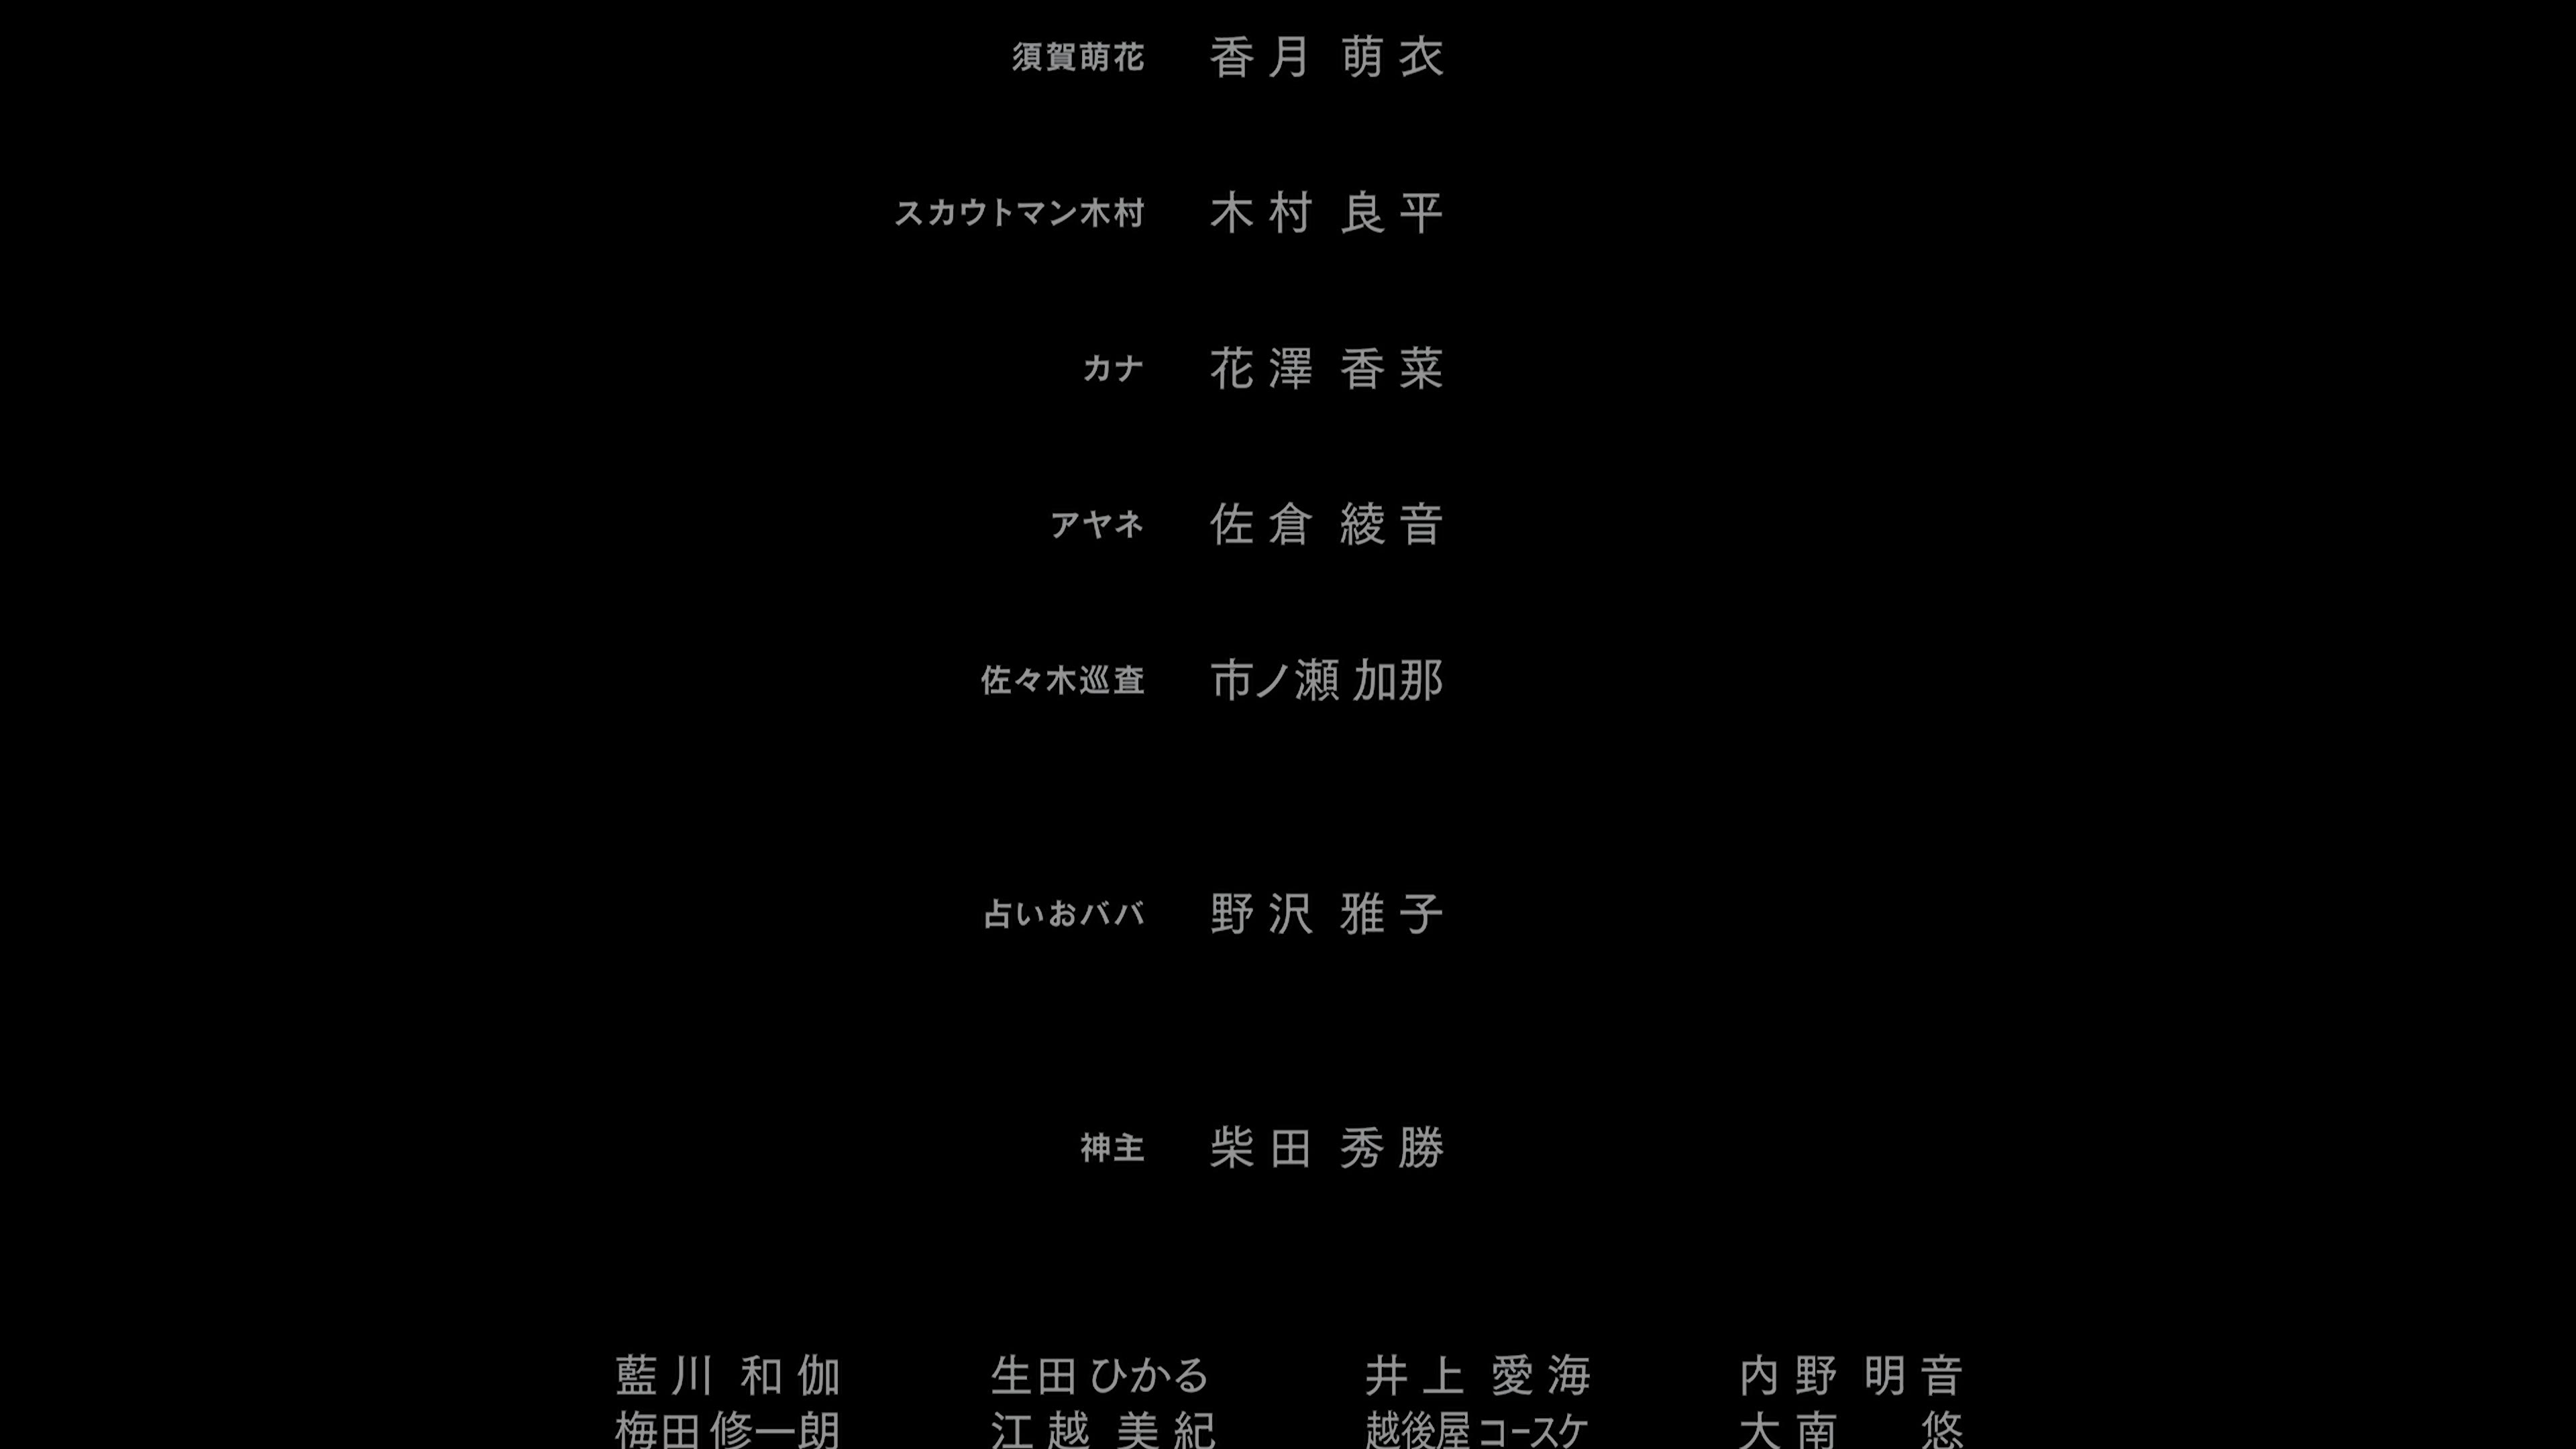 須賀萌花 香月 萌衣
スカウトマン木村 木村 良平
カナ 花澤 香菜
アヤネ 佐倉 綾音
佐々木巡査 市ノ瀬 加那
占いおババ 野沢 雅子
神主 柴田 秀勝
藍川 和伽 生田 ひかる 井上 愛海 内野 明音
梅田 修一朗 江越 美紀 越後屋 コースケ 大南 悠